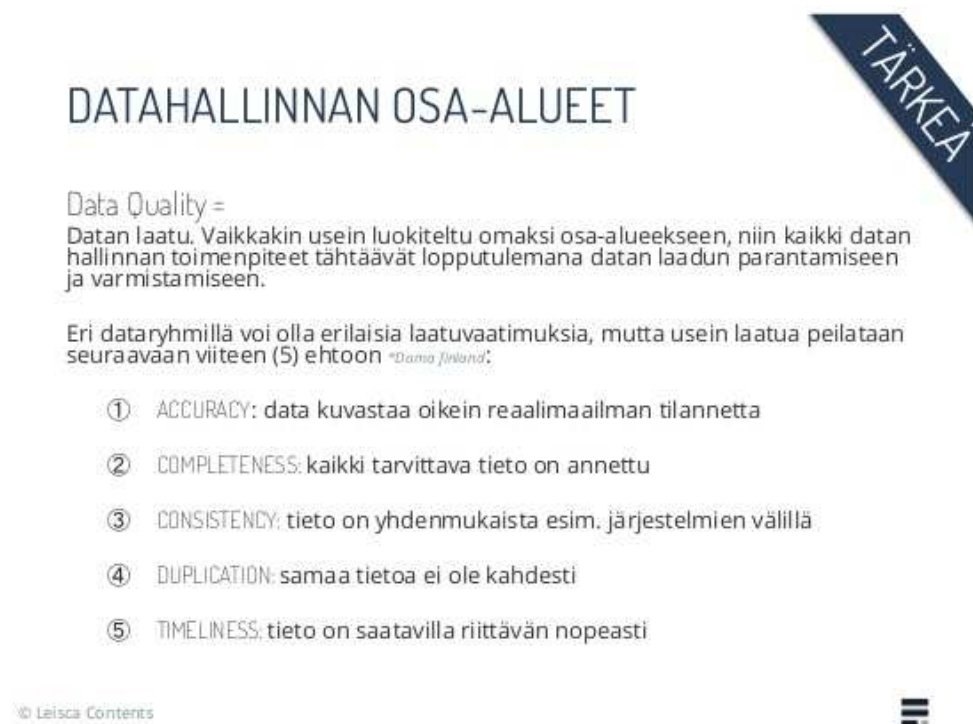 TÄRKEÄ
DATAHALLINNAN OSA-ALUEET
Data Quality =
Datan laatu. Vaikkakin usein luokiteltu omaksi osa-alueekseen, niin kaikki datan
hallinnan toimenpiteet tähtäävät lopputulemana datan laadun parantamiseen
ja varmistamiseen.
Eri dataryhmillä voi olla erilaisia laatuvaatimuksia, mutta usein laatua peilataan
seuraavaan viiteen (5) ehtoon *Dama finland:
① ACCURACY: data kuvastaa oikein reaalimaailman tilannetta
② COMPLETENESS: kaikki tarvittava tieto on annettu
③ CONSISTENCY: tieto on yhdenmukaista esim. järjestelmien välillä
④ DUPLICATION: samaa tietoa ei ole kahdesti
⑤ TIMELINESS: tieto on saatavilla riittävän nopeasti
© Leisca Contents